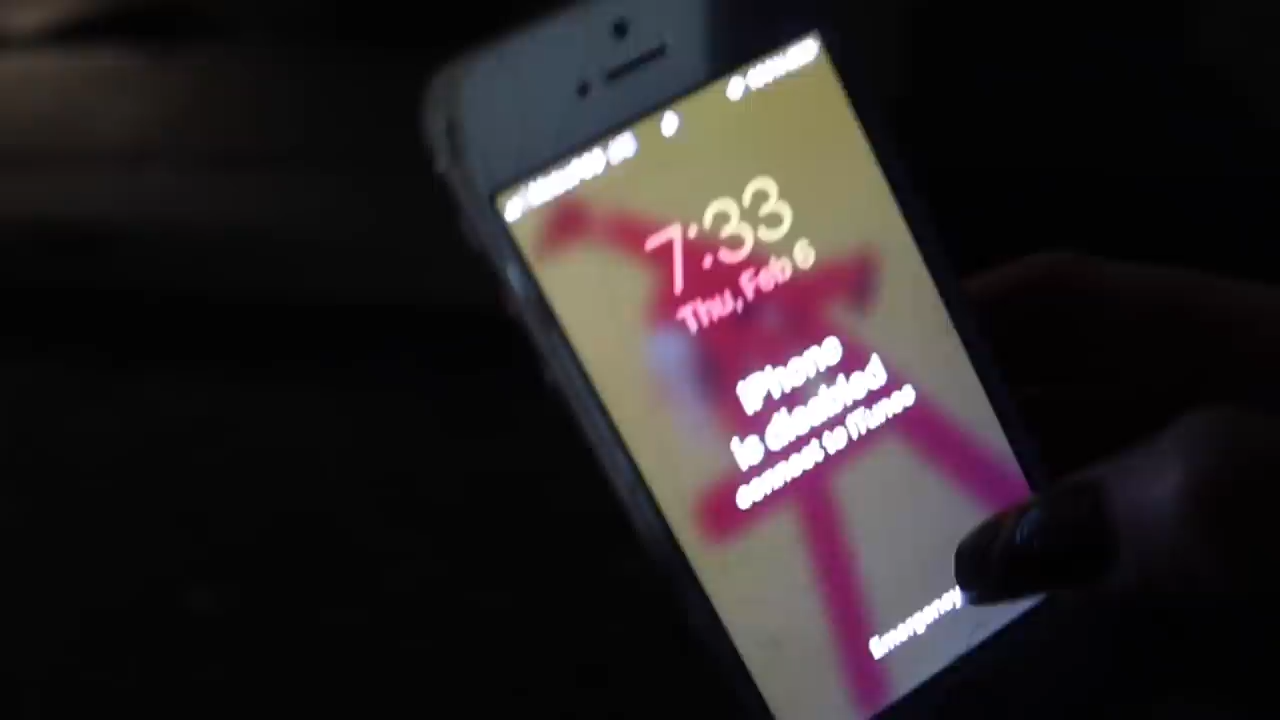 7:33
Thu, Feb 6
iPhone
is disabled
connect to iTunes
Emergency